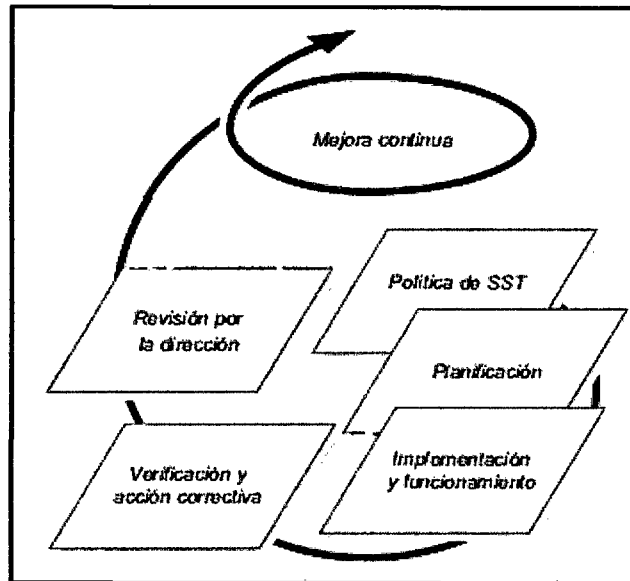 Mejora continua
Política de SST
Revisión por
la dirección
Planificación
Verificación y
acción correctiva
Implementación
y funcionamiento